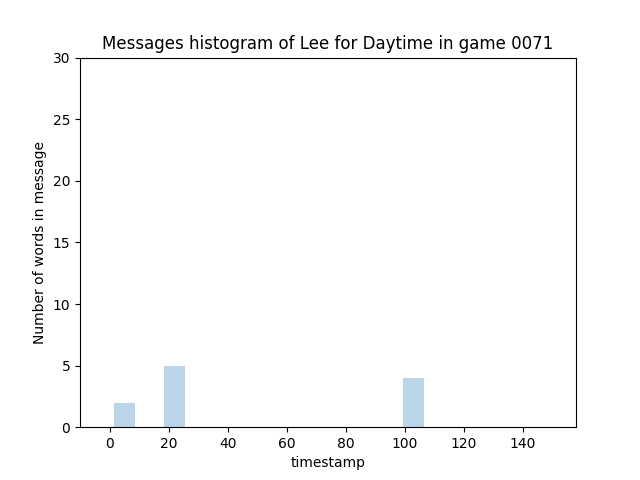 Messages histogram of Lee for Daytime in game 0071
30
25
20
15
10
5
0
Number of words in message
0 20 40 60 80 100 120 140
timestamp